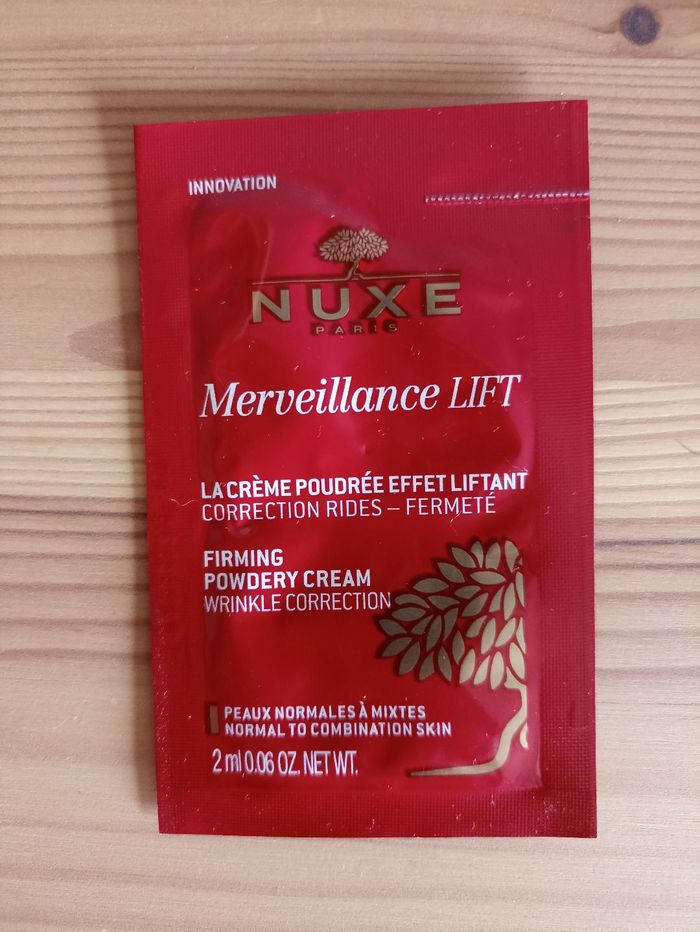 INNOVATION
NUXE
PARIS
Merveillance LIFT
LA CRÈME POUDRÉE EFFET LIFTANT
CORRECTION RIDES – FERMETÉ
FIRMING
POWDERY CREAM
WRINKLE CORRECTION
PEAUX NORMALES À MIXTES
NORMAL TO COMBINATION SKIN
2 ml 0.06 OZ. NET WT.